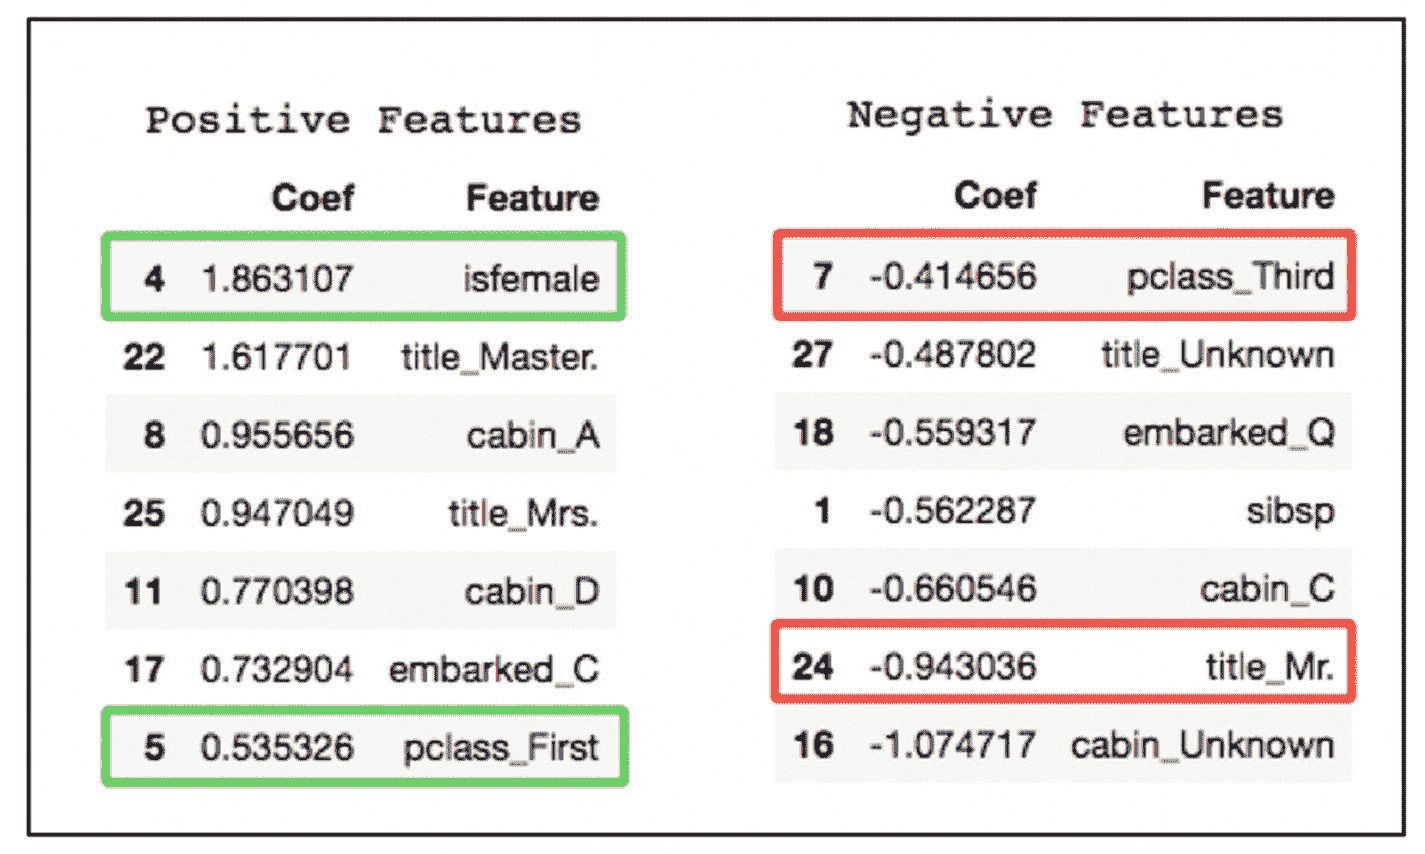 Positive Features
Coef Feature
4 1.863107 isfemale
22 1.617701 title_Master.
8 0.955656 cabin_A
25 0.947049 title_Mrs.
11 0.770398 cabin_D
17 0.732904 embarked_C
5 0.535326 pclass_First
Negative Features
Coef Feature
7 -0.414656 pclass_Third
27 -0.487802 title_Unknown
18 -0.559317 embarked_Q
1 -0.562287 sibsp
10 -0.660546 cabin_C
24 -0.943036 title_Mr.
16 -1.074717 cabin_Unknown